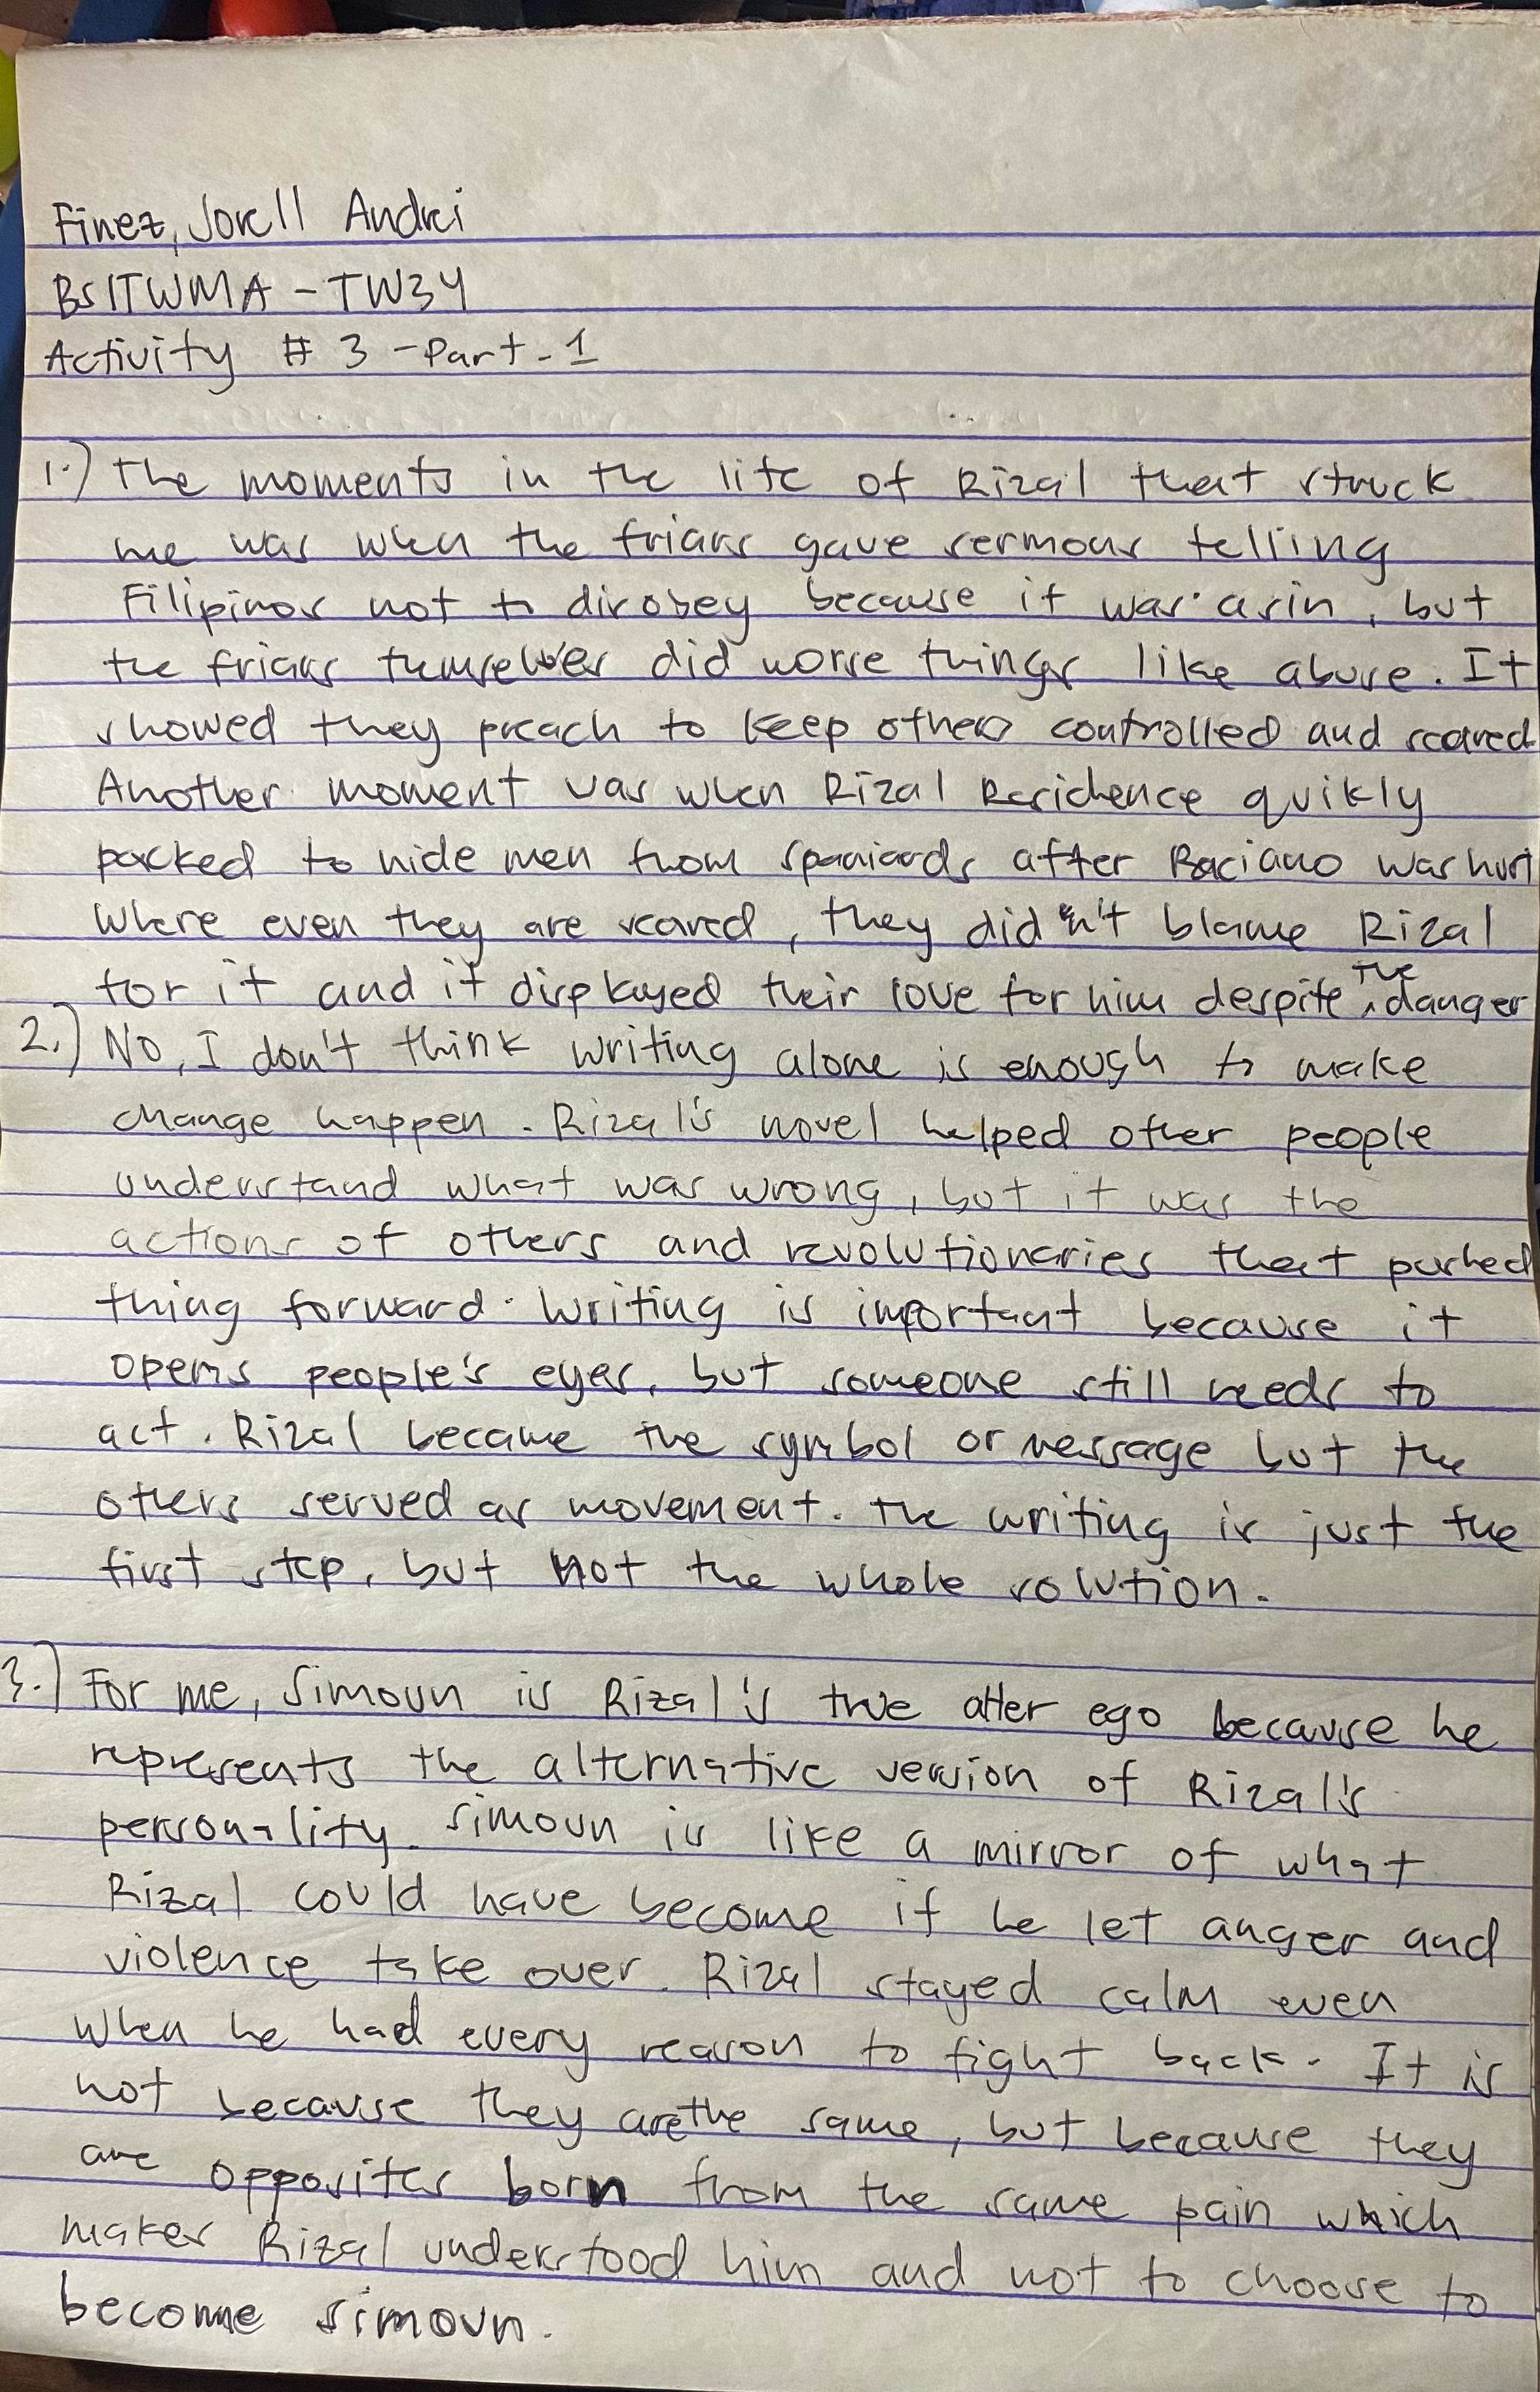 Finez, Jorell Andrei
BSITWMA - TW34
Activity # 3 - Part - 1
1.) The moments in the life of Rizal that struck
me was when the friars gave sermons telling
Filipinos not to disobey because it was a sin, but
the friars themselves did worse things like abuse. It
showed they preach to keep others controlled and scared
Another moment was when Rizal Residence quikly
packed to hide men from spaniards after Paciano was hurt
where even they are scared, they didn't blame Rizal
for it and it displayed their love for him despite the danger
2.) No, I don't think writing alone is enough to make
change happen. Rizal's novel helped other people
understand what was wrong, but it was the
actions of others and revolutionaries that pushed
thing forward. Writing is important because it
opens people's eyes, but someone still needs to
act. Rizal became the symbol or message but the
others served as movement. The writing is just the
first step, but not the whole solution.
3.) For me, Simoun is Rizal's true alter ego because he
represents the alternative version of Rizal's
personality. Simoun is like a mirror of what
Rizal could have become if he let anger and
violence take over. Rizal stayed calm even
when he had every reason to fight back. It is
not because they are the same, but because they
are opposites born from the same pain which
makes Rizal understood him and not to choose to
become simoun.